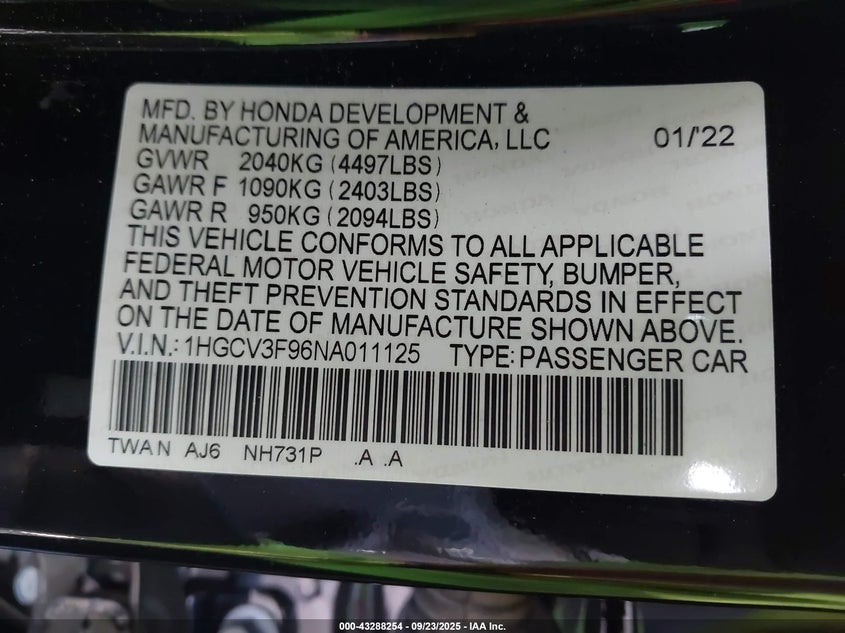 MFD. BY HONDA DEVELOPMENT &
MANUFACTURING OF AMERICA, LLC 01/'22
GVWR 2040KG (4497LBS)
GAWR F 1090KG (2403LBS)
GAWR R 950KG (2094LBS)
THIS VEHICLE CONFORMS TO ALL APPLICABLE
FEDERAL MOTOR VEHICLE SAFETY, BUMPER,
AND THEFT PREVENTION STANDARDS IN EFFECT
ON THE DATE OF MANUFACTURE SHOWN ABOVE.
V.I.N.: 1HGCV3F96NA011125 TYPE: PASSENGER CAR
TWAN AJ6 NH731P .A .A
000-43288254 - 09/23/2025 - IAA Inc.